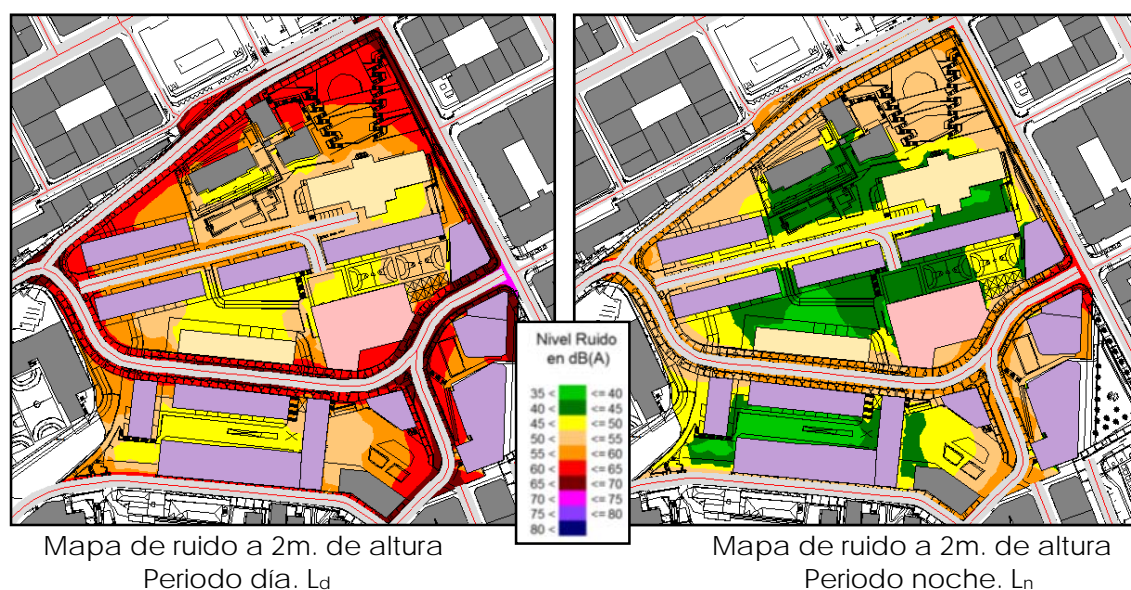 Nivel Ruido
en dB(A)
35 < <= 40
40 < <= 45
45 < <= 50
50 < <= 55
55 < <= 60
60 < <= 65
65 < <= 70
70 < <= 75
75 < <= 80
80 <
Mapa de ruido a 2m. de altura
Periodo día. Ld
Mapa de ruido a 2m. de altura
Periodo noche. Ln